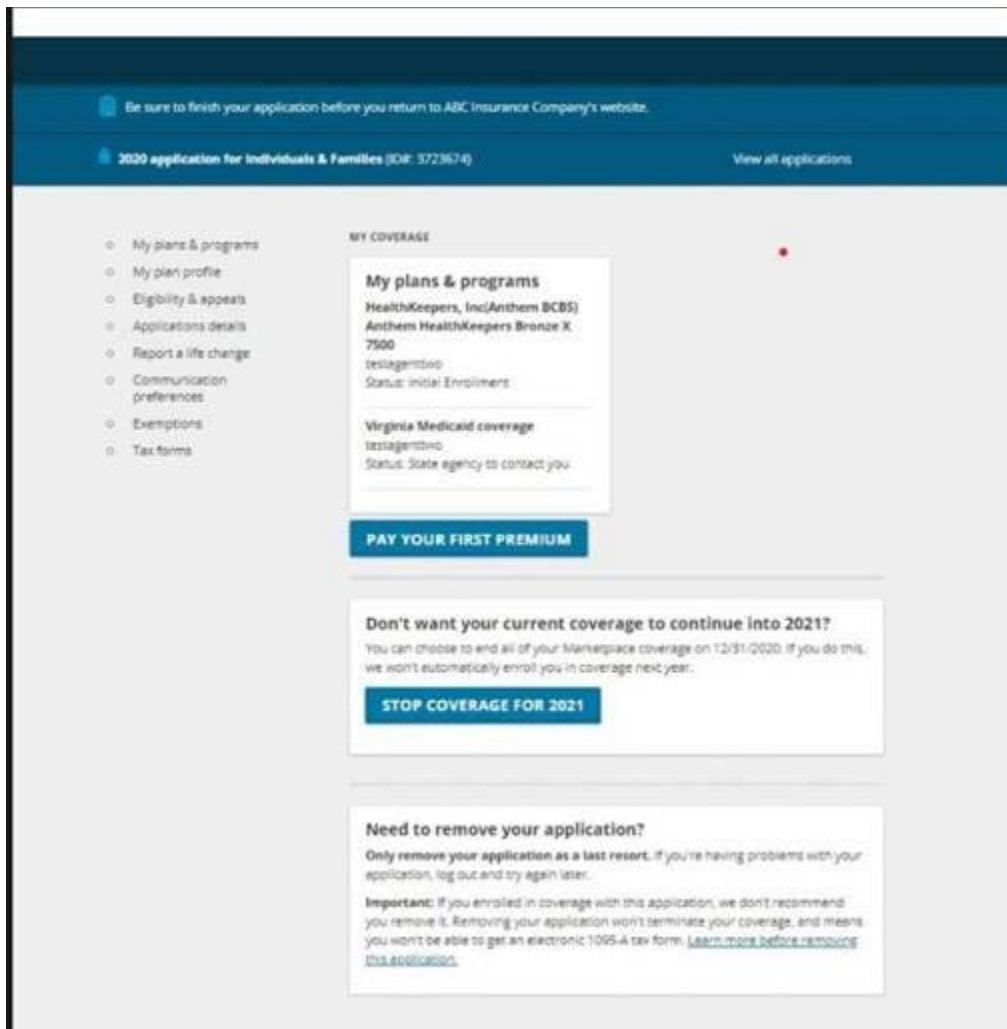 Be sure to finish your application before you return to ABC Insurance Company's website.
2020 application for Individuals & Families (ID#: 3723674)
View all applications
My plans & programs
My plan profile
Eligibility & appeals
Applications details
Report a life change
Communication
preferences
Exemptions
Tax forms
MY COVERAGE
My plans & programs
HealthKeepers, Inc(Anthem BCBS)
Anthem HealthKeepers Bronze X
7500
testagenttwo
Status: Initial Enrollment
Virginia Medicaid coverage
testagenttwo
Status: State agency to contact you
PAY YOUR FIRST PREMIUM
Don't want your current coverage to continue into 2021?
You can choose to end all of your Marketplace coverage on 12/31/2020. If you do this,
we won't automatically enroll you in coverage next year.
STOP COVERAGE FOR 2021
Need to remove your application?
Only remove your application as a last resort. If you're having problems with your
application, log out and try again later.
Important: If you enrolled in coverage with this application, we don't recommend
you remove it. Removing your application won't terminate your coverage, and means
you won't be able to get an electronic 1095-A tax form. Learn more before removing
this application.